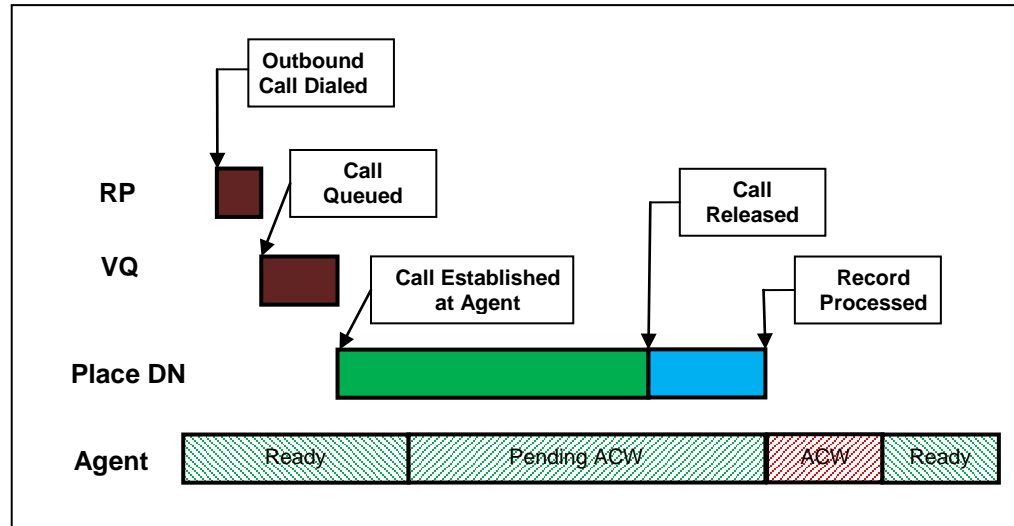 Outbound
Call Dialed
RP
Call
Queued
Call
Released
VQ
Call Established
at Agent
Record
Processed
Place DN
Agent
Ready
Pending ACW
ACW
Ready